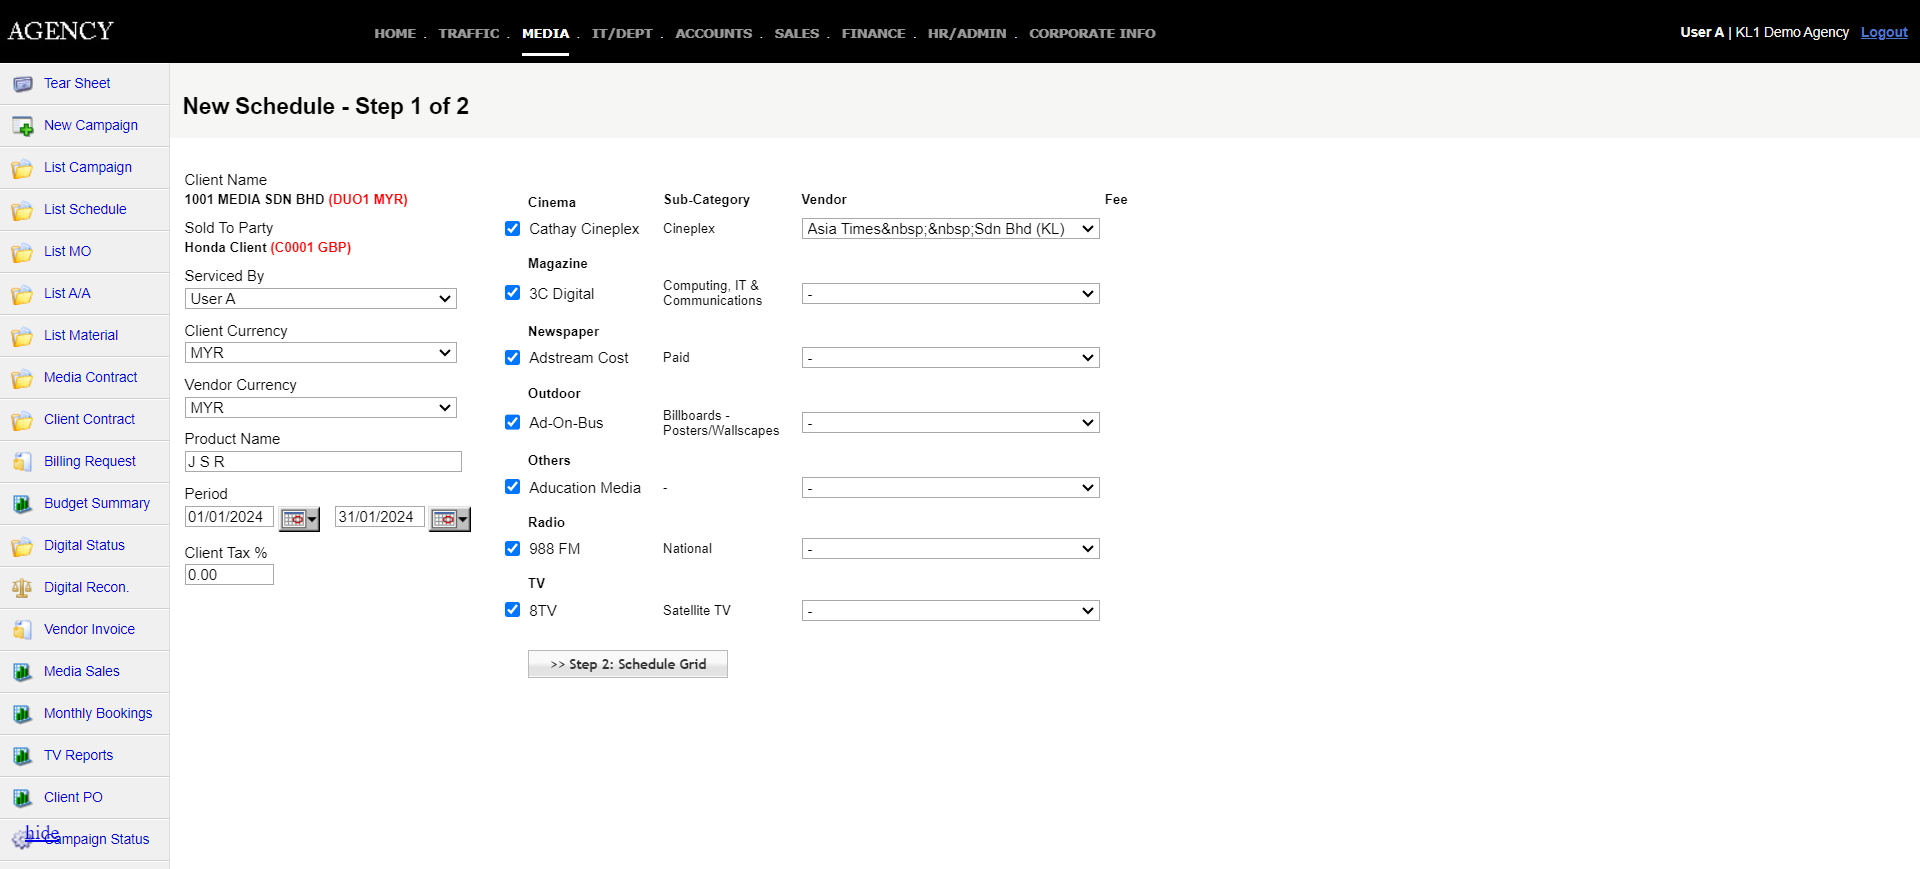 AGENCY
HOME . TRAFFIC . MEDIA . IT/DEPT . ACCOUNTS . SALES . FINANCE . HR/ADMIN . CORPORATE INFO
User A | KL1 Demo Agency Logout
Tear Sheet
New Campaign
List Campaign
List Schedule
List MO
List A/A
List Material
Media Contract
Client Contract
Billing Request
Budget Summary
Digital Status
Digital Recon.
Vendor Invoice
Media Sales
Monthly Bookings
TV Reports
Client PO
hide
Campaign Status
New Schedule - Step 1 of 2
Client Name
1001 MEDIA SDN BHD (DUO1 MYR)
Sold To Party
Honda Client (C0001 GBP)
Serviced By
User A
Client Currency
MYR
Vendor Currency
MYR
Product Name
J S R
Period
01/01/2024 31/01/2024
Client Tax %
0.00
Cinema Sub-Category Vendor Fee
Cathay Cineplex Cineplex Asia Times&nbsp;&nbsp;Sdn Bhd (KL)
Magazine
3C Digital Computing, IT &
Communications -
Newspaper
Adstream Cost Paid -
Outdoor
Ad-On-Bus Billboards -
Posters/Wallscapes -
Others
Aducation Media - -
Radio
988 FM National -
TV
8TV Satellite TV -
>> Step 2: Schedule Grid